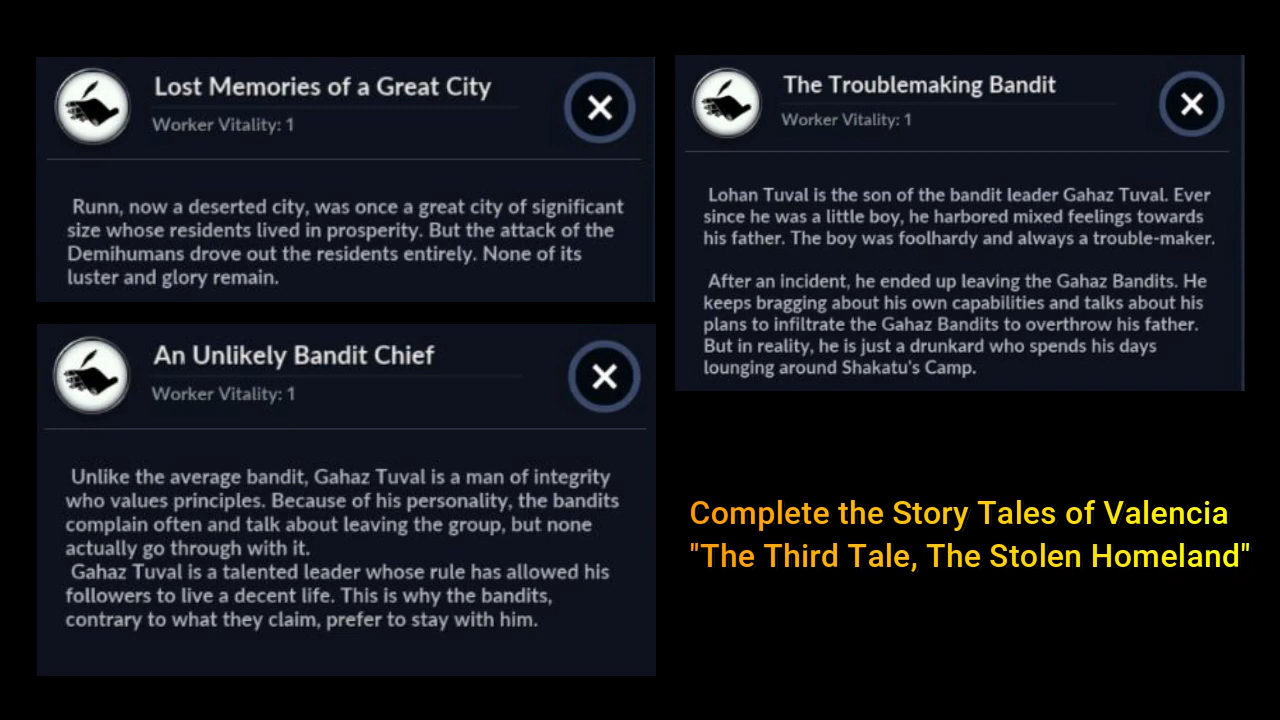 Lost Memories of a Great City
Worker Vitality: 1
Runn, now a deserted city, was once a great city of significant
size whose residents lived in prosperity. But the attack of the
Demihumans drove out the residents entirely. None of its
luster and glory remain.
An Unlikely Bandit Chief
Worker Vitality: 1
Unlike the average bandit, Gahaz Tuval is a man of integrity
who values principles. Because of his personality, the bandits
complain often and talk about leaving the group, but none
actually go through with it.
Gahaz Tuval is a talented leader whose rule has allowed his
followers to live a decent life. This is why the bandits,
contrary to what they claim, prefer to stay with him.
The Troublemaking Bandit
Worker Vitality: 1
Lohan Tuval is the son of the bandit leader Gahaz Tuval. Ever
since he was a little boy, he harbored mixed feelings towards
his father. The boy was foolhardy and always a trouble-maker.
After an incident, he ended up leaving the Gahaz Bandits. He
keeps bragging about his own capabilities and talks about his
plans to infiltrate the Gahaz Bandits to overthrow his father.
But in reality, he is just a drunkard who spends his days
lounging around Shakatu's Camp.
Complete the Story Tales of Valencia
"The Third Tale, The Stolen Homeland"